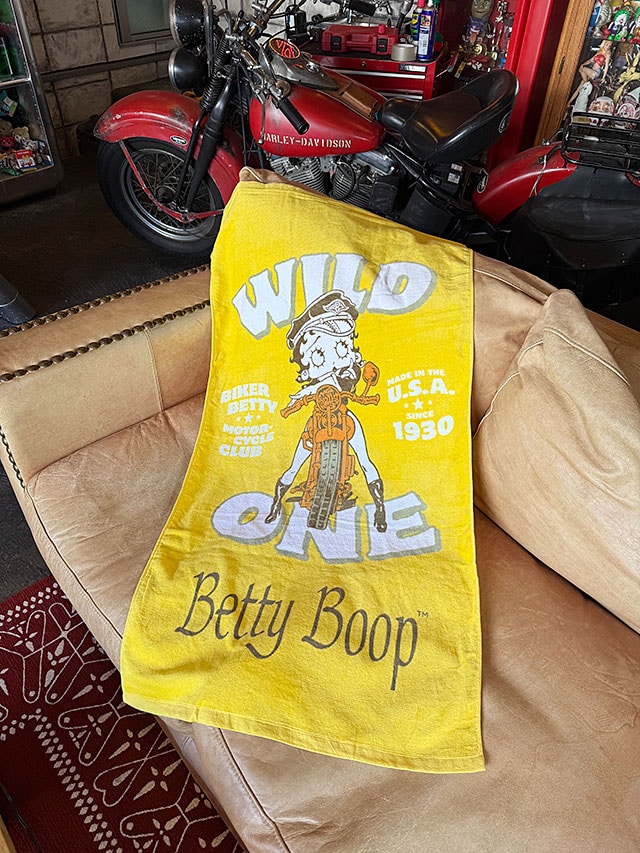 HARLEY-DAVIDSON
WILD
BIKER
BETTY
MOTOR-
CYCLE
CLUB
MADE IN THE
U.S.A.
SINCE
1930
ONE
Betty Boop™